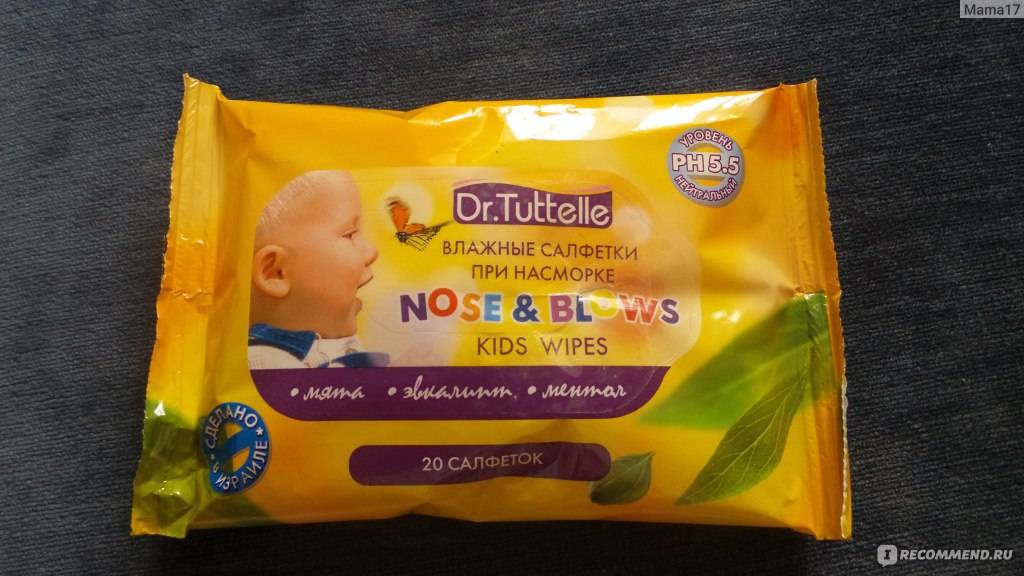 Mama17
УРОВЕНЬ
PH 5.5
НЕЙТРАЛЬНЫЙ
Dr.Tuttelle
ВЛАЖНЫЕ САЛФЕТКИ
ПРИ НАСМОРКЕ
NOSE & BLOWS
KIDS WIPES
• мята • эвкалипт • ментол
СДЕЛАНО
В ИЗРАИЛЕ
20 САЛФЕТОК
IRECOMMEND.RU